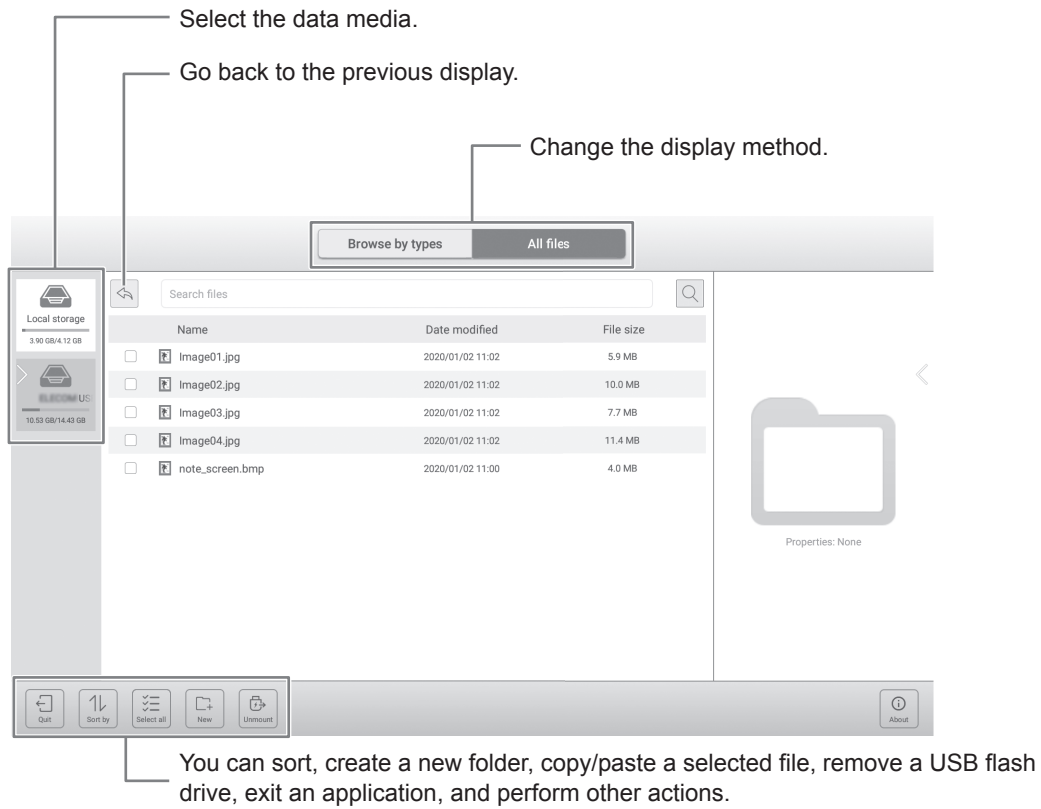 Select the data media.
Go back to the previous display.
Change the display method.
Browse by types All files
Local storage
3.90 GB/4.12 GB
ELECOM US
10.53 GB/14.43 GB
Search files
Name Date modified File size
Image01.jpg 2020/01/02 11:02 5.9 MB
Image02.jpg 2020/01/02 11:02 10.0 MB
Image03.jpg 2020/01/02 11:02 7.7 MB
Image04.jpg 2020/01/02 11:02 11.4 MB
note_screen.bmp 2020/01/02 11:00 4.0 MB
Properties: None
Quit Sort by Select all New Unmount About
You can sort, create a new folder, copy/paste a selected file, remove a USB flash
drive, exit an application, and perform other actions.